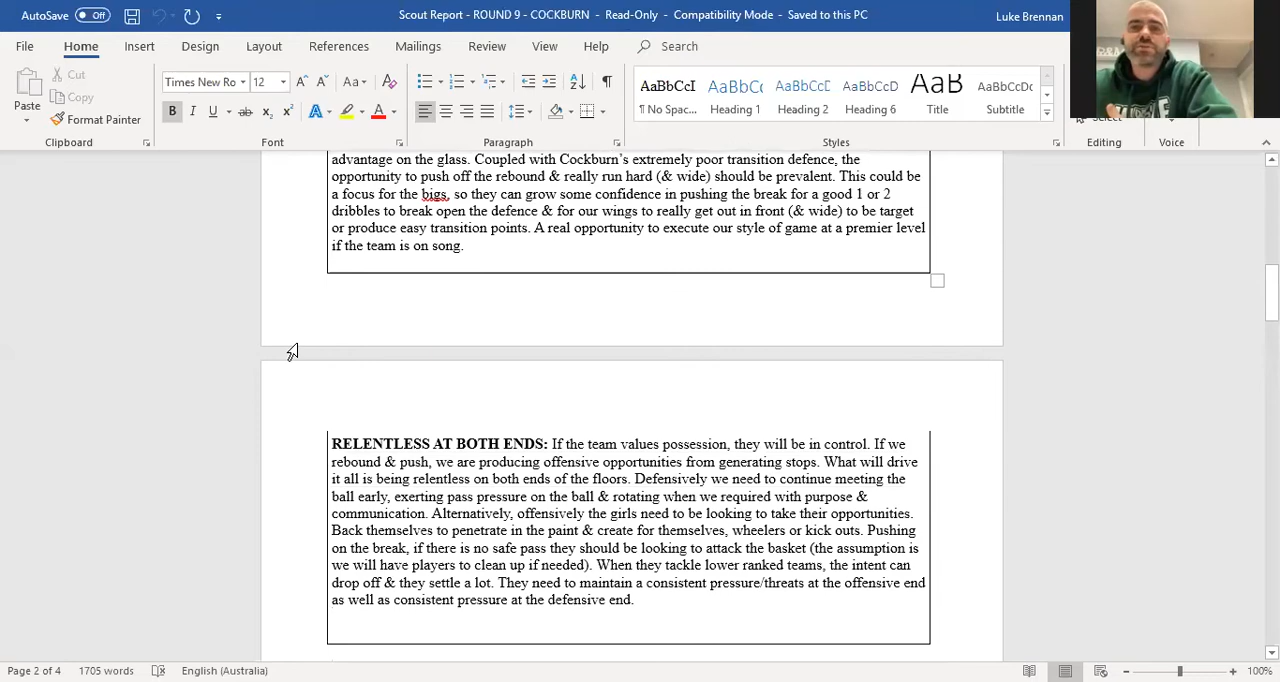 AutoSave Off
Scout Report - ROUND 9 - COCKBURN - Read-Only - Compatibility Mode - Saved to this PC
Luke Brennan
File Home Insert Design Layout References Mailings Review View Help Search
Paste
Cut
Copy
Format Painter
Clipboard
Times New Ro 12
Font
Paragraph
AaBbCcI AaBbCc AaBbCcD AaBbCcD AaB AaBbCcDc
¶ No Spac... Heading 1 Heading 2 Heading 6 Title Subtitle
Styles
Select
Editing
Voice
advantage on the glass. Coupled with Cockburn's extremely poor transition defence, the
opportunity to push off the rebound & really run hard (& wide) should be prevalent. This could be
a focus for the bigs, so they can grow some confidence in pushing the break for a good 1 or 2
dribbles to break open the defence & for our wings to really get out in front (& wide) to be target
or produce easy transition points. A real opportunity to execute our style of game at a premier level
if the team is on song.
RELENTLESS AT BOTH ENDS: If the team values possession, they will be in control. If we
rebound & push, we are producing offensive opportunities from generating stops. What will drive
it all is being relentless on both ends of the floors. Defensively we need to continue meeting the
ball early, exerting pass pressure on the ball & rotating when we required with purpose &
communication. Alternatively, offensively the girls need to be looking to take their opportunities.
Back themselves to penetrate in the paint & create for themselves, wheelers or kick outs. Pushing
on the break, if there is no safe pass they should be looking to attack the basket (the assumption is
we will have players to clean up if needed). When they tackle lower ranked teams, the intent can
drop off & they settle a lot. They need to maintain a consistent pressure/threats at the offensive end
as well as consistent pressure at the defensive end.
Page 2 of 4 1705 words English (Australia) 100%